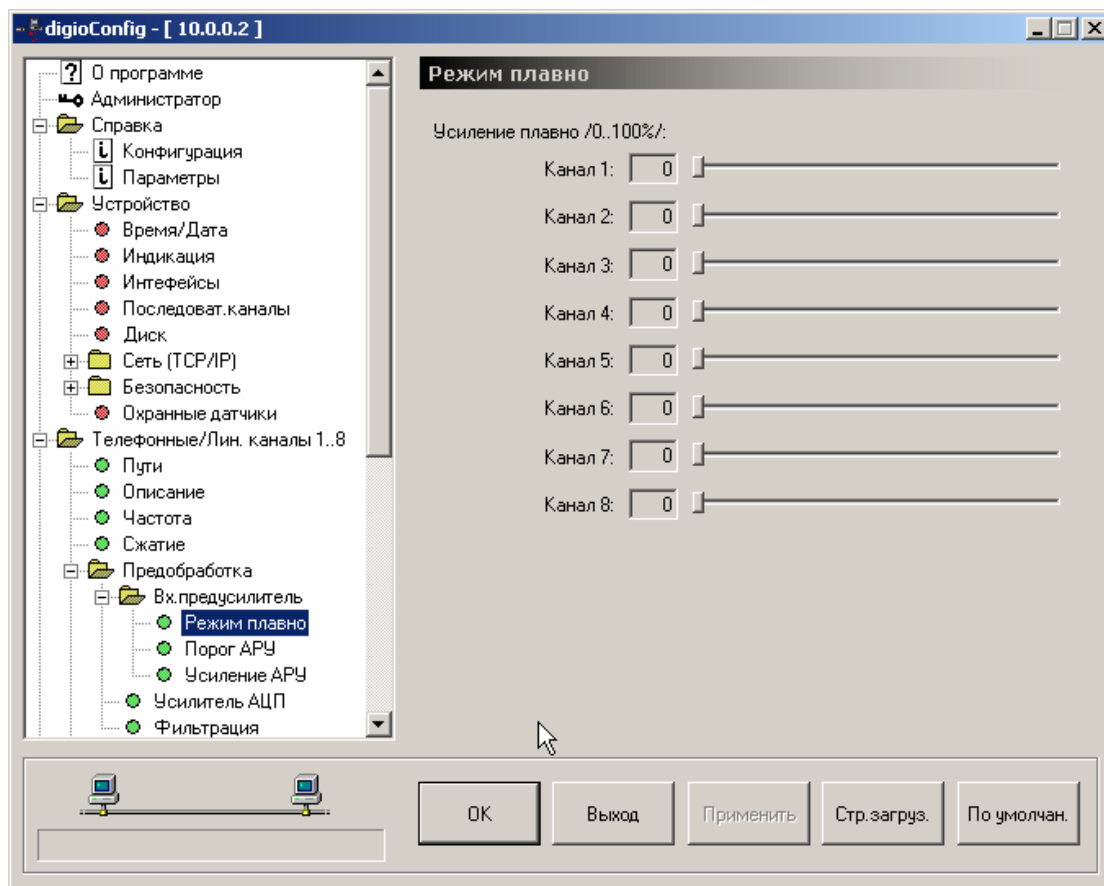 digioConfig - [ 10.0.0.2 ]
? О программе
Администратор
Справка
i Конфигурация
i Параметры
Устройство
Время/Дата
Индикация
Интефейсы
Последоват.каналы
Диск
Сеть (TCP/IP)
Безопасность
Охранные датчики
Телефонные/Лин. каналы 1..8
Пути
Описание
Частота
Сжатие
Предобработка
Вх.предусилитель
Режим плавно
Порог АРУ
Усиление АРУ
Усилитель АЦП
Фильтрация
Режим плавно
Усиление плавно /0..100%/:
Канал 1: 0
Канал 2: 0
Канал 3: 0
Канал 4: 0
Канал 5: 0
Канал 6: 0
Канал 7: 0
Канал 8: 0
OK
Выход
Применить
Стр.загруз.
По умолчан.